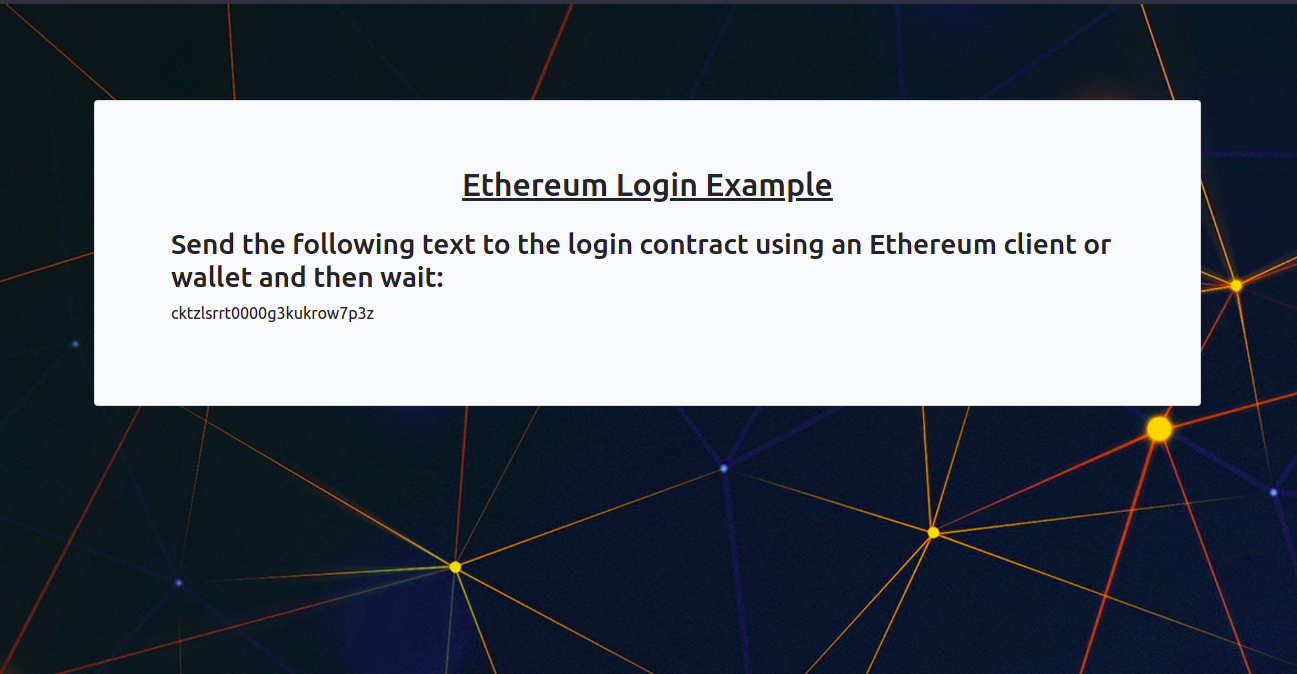 Ethereum Login Example
Send the following text to the login contract using an Ethereum client or
wallet and then wait:
cktzlsrrt0000g3kukrow7p3z